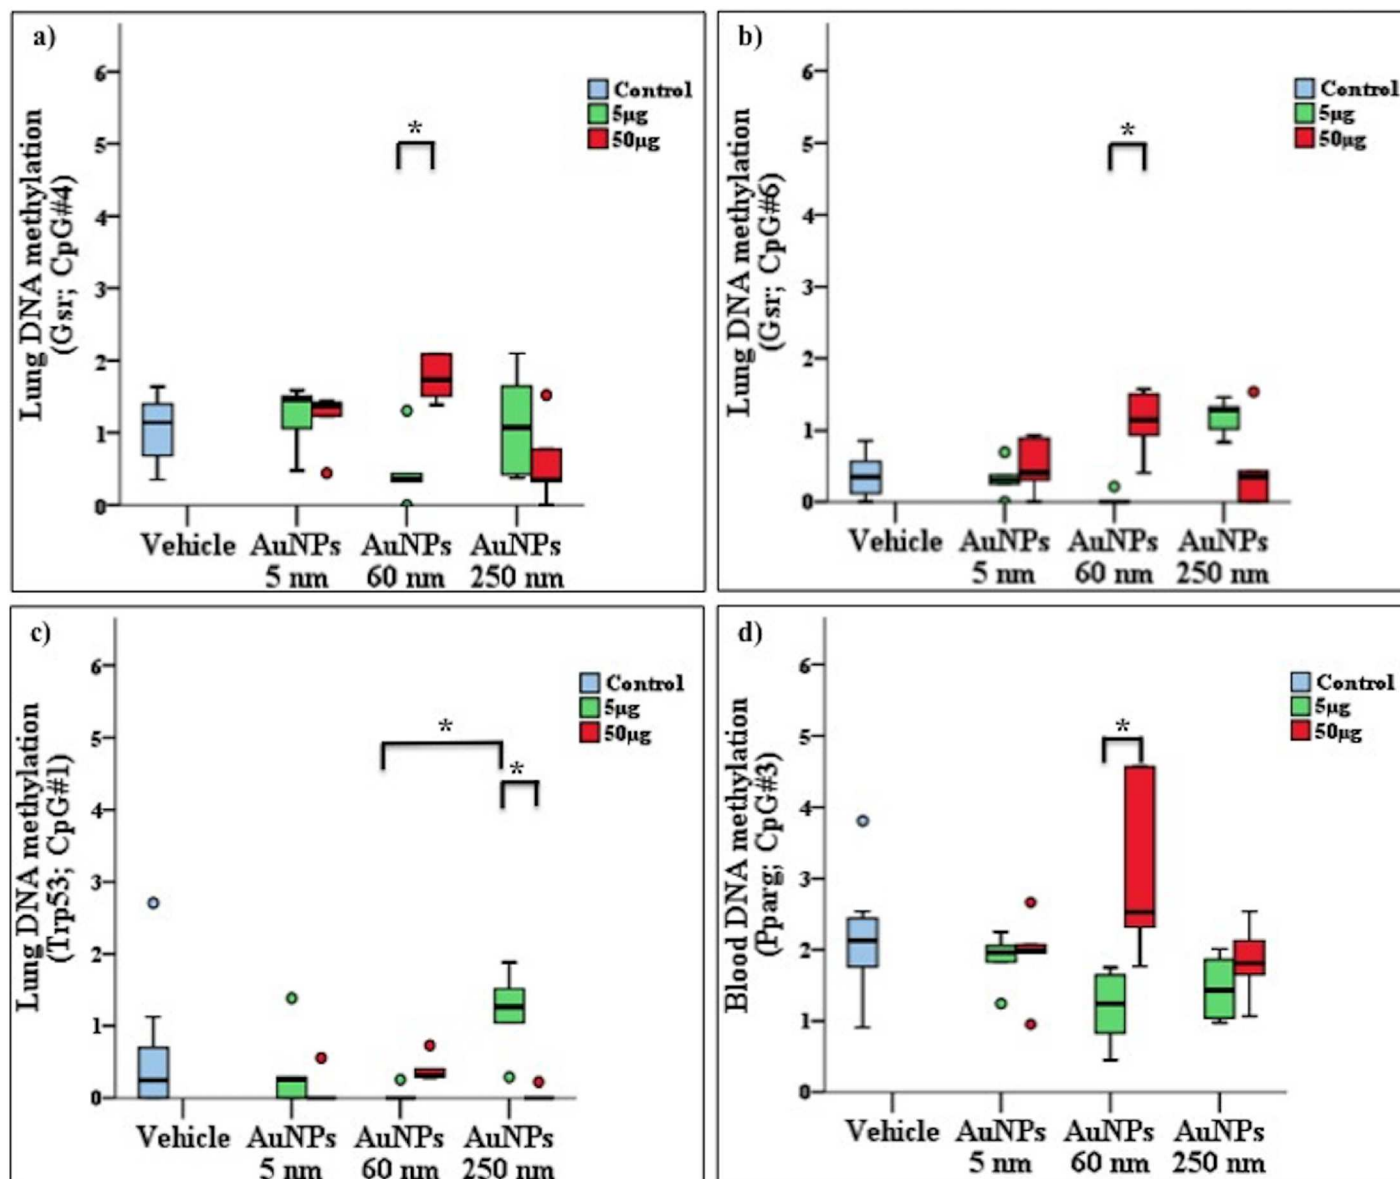 a)
Lung DNA methylation
(Gsr; CpG#4)
6
5
4
3
2
1
0
*
Control
5µg
50µg
Vehicle AuNPs AuNPs AuNPs
5 nm 60 nm 250 nm
b)
Lung DNA methylation
(Gsr; CpG#6)
6
5
4
3
2
1
0
*
Control
5µg
50µg
Vehicle AuNPs AuNPs AuNPs
5 nm 60 nm 250 nm
c)
Lung DNA methylation
(Trp53; CpG#1)
6
5
4
3
2
1
0
*
*
Control
5µg
50µg
Vehicle AuNPs AuNPs AuNPs
5 nm 60 nm 250 nm
d)
Blood DNA methylation
(Pparg; CpG#3)
6
5
4
3
2
1
0
*
Control
5µg
50µg
Vehicle AuNPs AuNPs AuNPs
5 nm 60 nm 250 nm